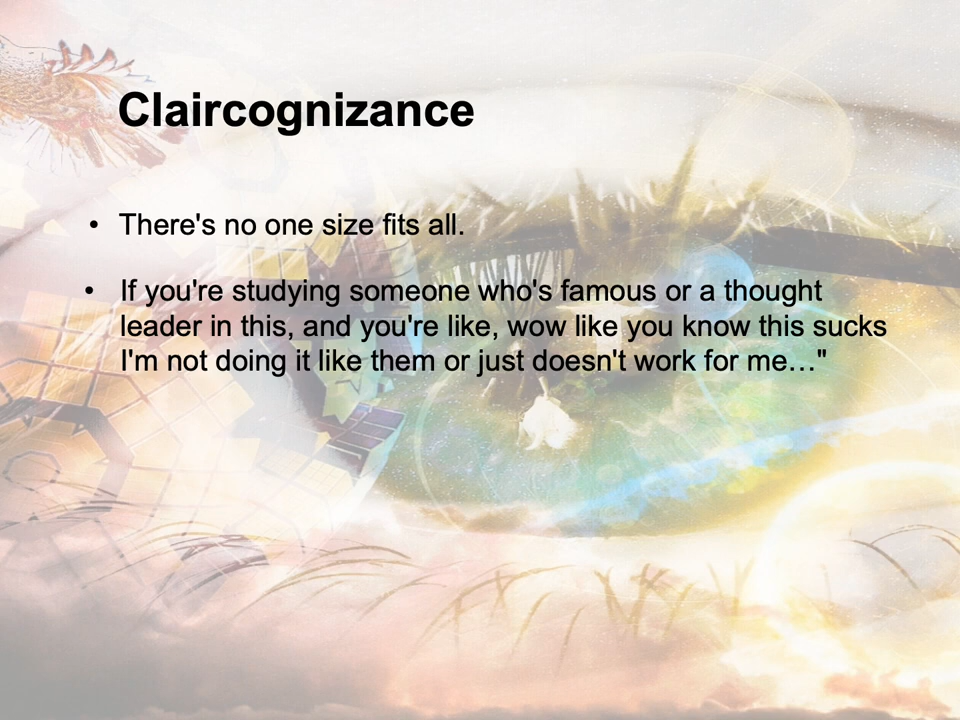 Claircognizance
• There's no one size fits all.
• If you're studying someone who's famous or a thought
leader in this, and you're like, wow like you know this sucks
I'm not doing it like them or just doesn't work for me…"